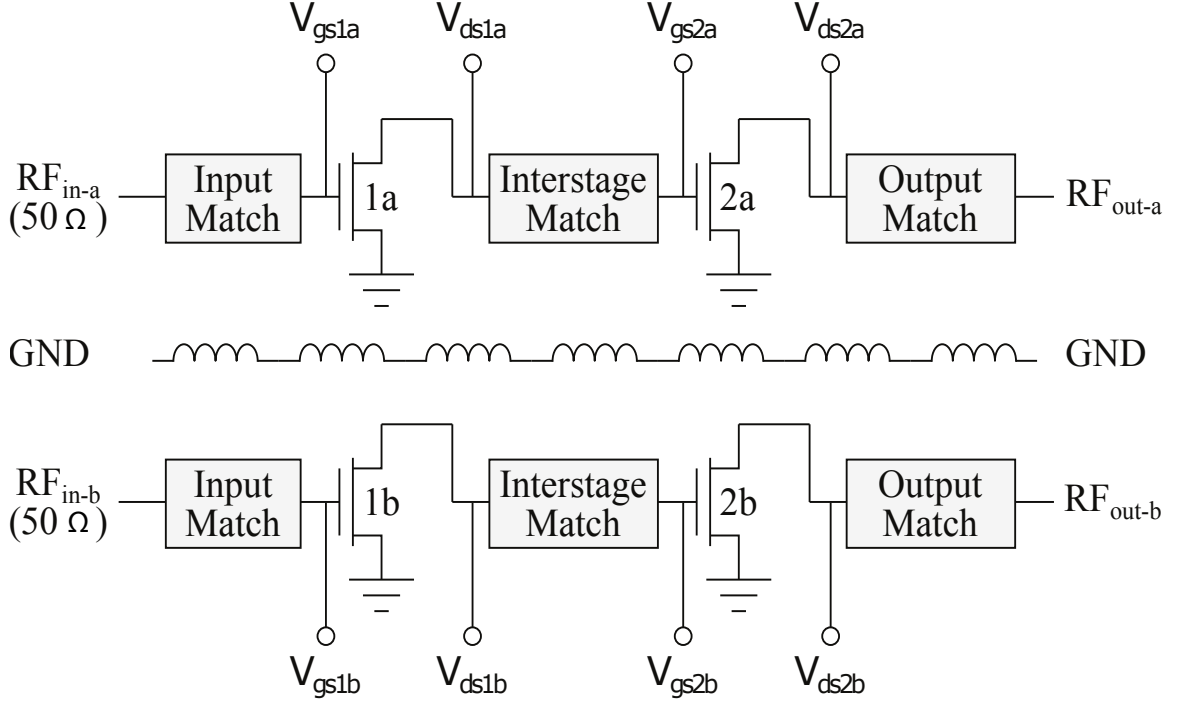 Vgs1a Vds1a Vgs2a Vds2a
RFin-a
(50 Ω)
Input
Match
1a
Interstage
Match
2a
Output
Match
RFout-a
GND GND
RFin-b
(50 Ω)
Input
Match
1b
Interstage
Match
2b
Output
Match
RFout-b
Vgs1b Vds1b Vgs2b Vds2b